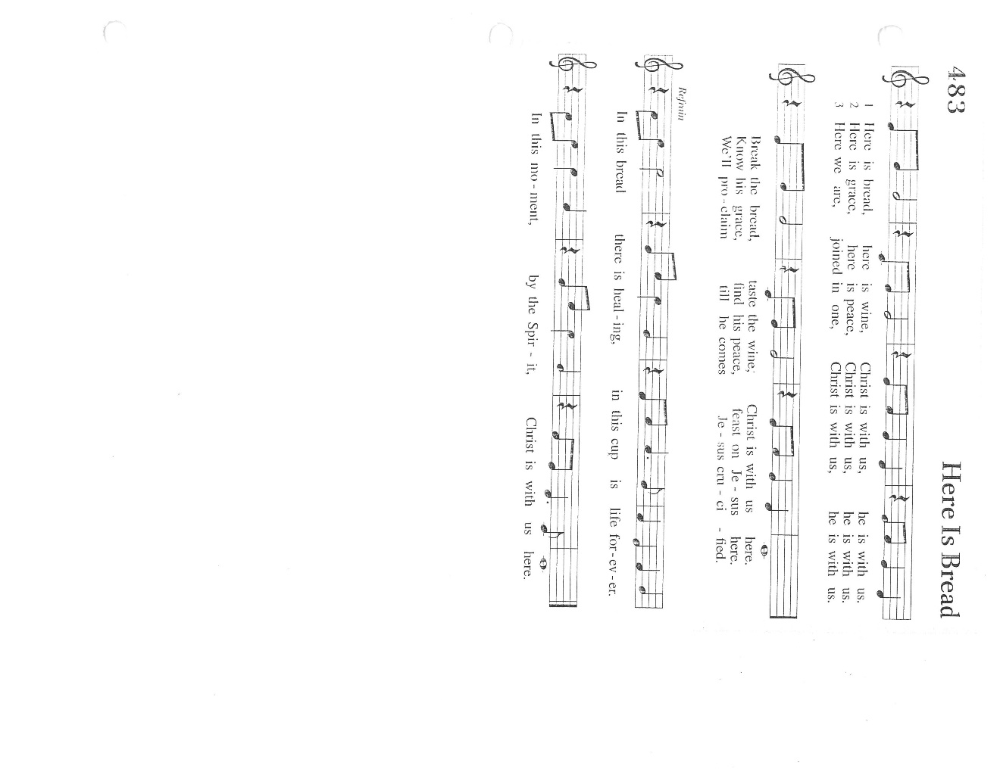 483 Here Is Bread
1 Here is bread, here is wine, Christ is with us, he is with us.
2 Here is grace, here is peace, Christ is with us, he is with us.
3 Here we are, joined in one, Christ is with us, he is with us.
Break the bread, taste the wine; Christ is with us here.
Know his grace, find his peace, feast on Je - sus here.
We'll pro - claim till he comes Je - sus cru - ci - fied.
Refrain
In this bread there is heal - ing, in this cup is life for - ev - er.
In this mo - ment, by the Spir - it, Christ is with us here.